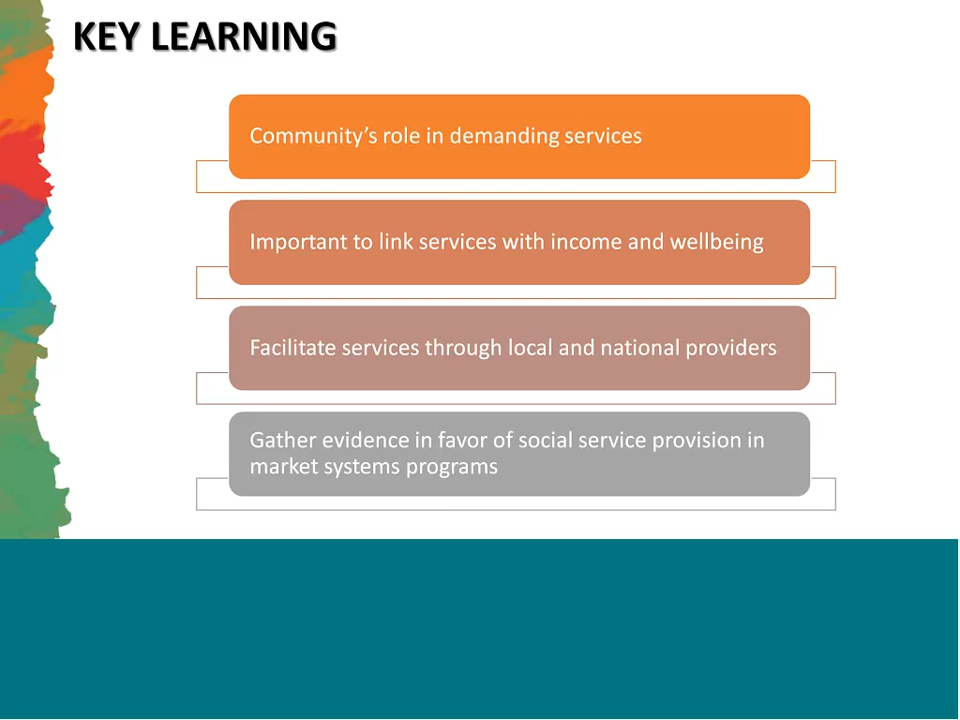 KEY LEARNING
Community’s role in demanding services
Important to link services with income and wellbeing
Facilitate services through local and national providers
Gather evidence in favor of social service provision in
market systems programs